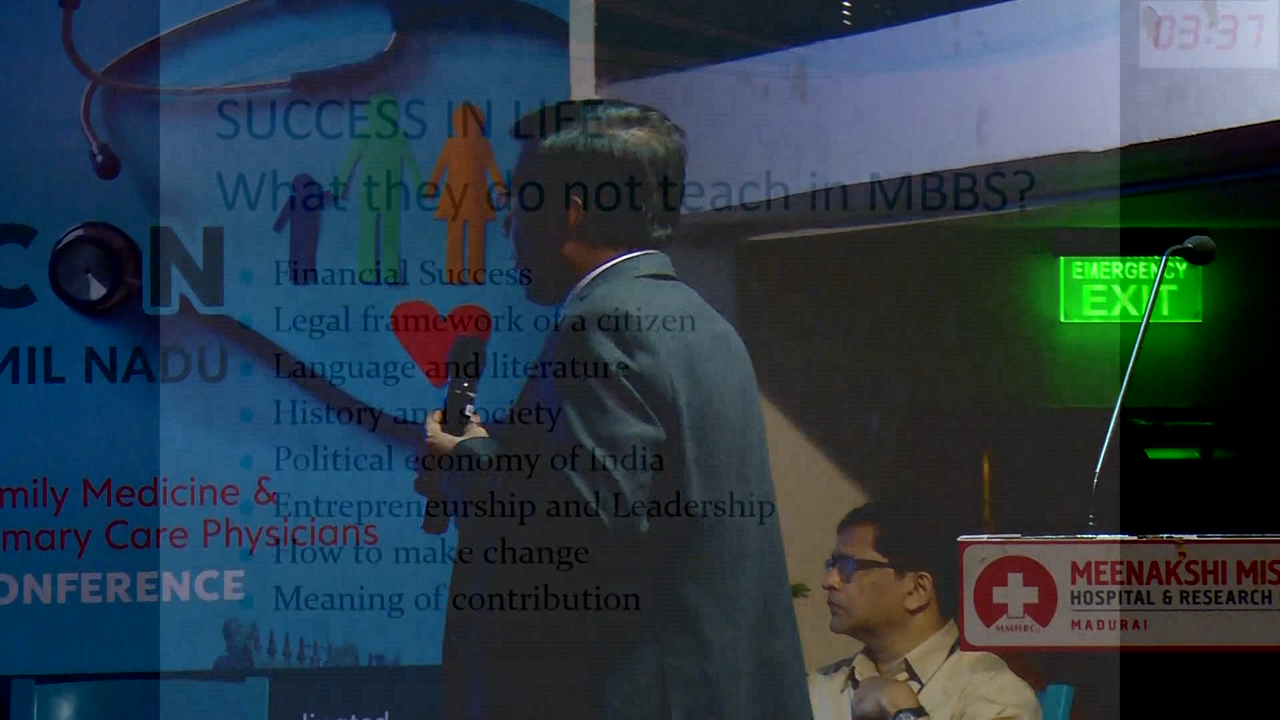 03:37
SUCCESS IN LIFE
What they do not teach in MBBS?
Financial Success
Legal framework of a citizen
Language and literature
History and society
Political economy of India
Entrepreneurship and Leadership
How to make change
Meaning of contribution
CON
MIL NADU
mily Medicine &
mary Care Physicians
ONFERENCE
EMERGENCY
EXIT
MEENAKSHI MIS
HOSPITAL & RESEARCH
MADURAI
MMHRC